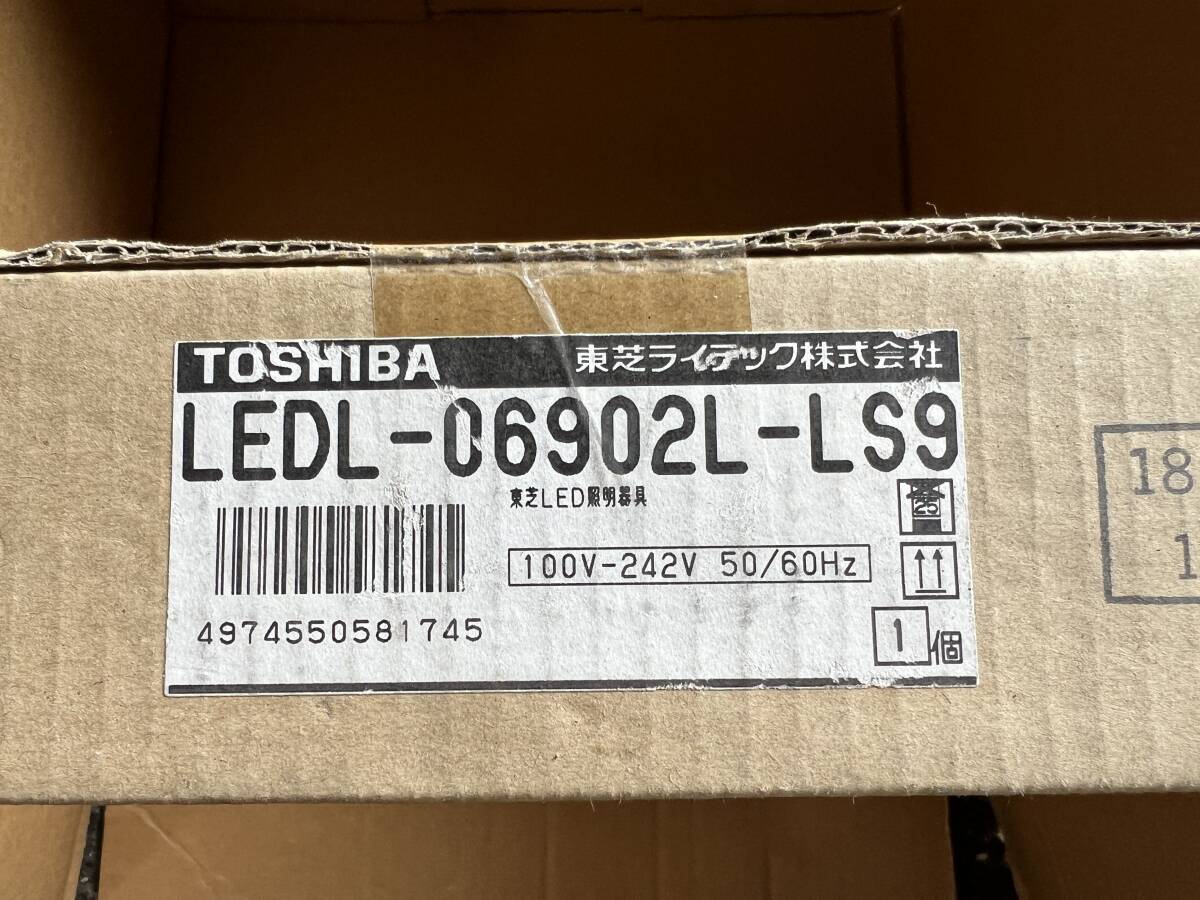 TOSHIBA 東芝ライテック株式会社
LEDL-06902L-LS9
東芝LED照明器具
25
100V-242V 50/60Hz
4974550581745
1個
18
1